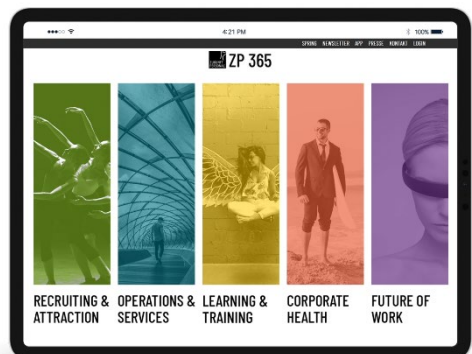 4:21 PM
100%
SPRING NEWSLETTER APP PRESSE KONTAKT LOGIN
ZP 365
RECRUITING &
ATTRACTION
OPERATIONS &
SERVICES
LEARNING &
TRAINING
CORPORATE
HEALTH
FUTURE OF
WORK